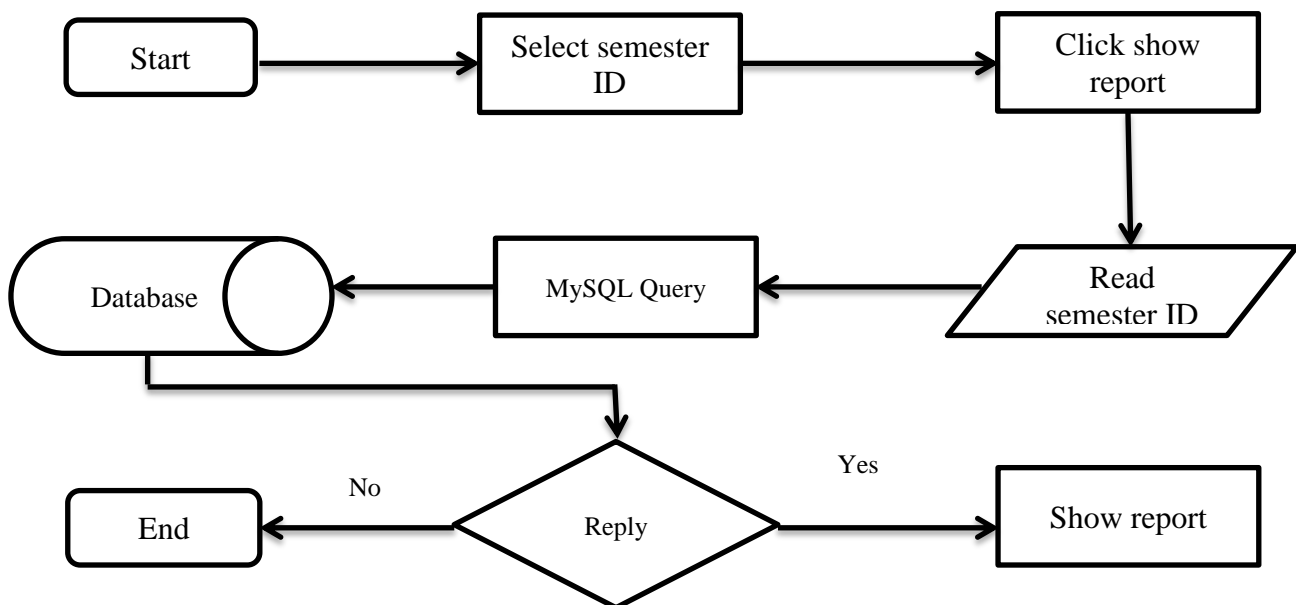 Start
Select semester
ID
Click show
report
Database
MySQL Query
Read
semester ID
No
Yes
End
Reply
Show report